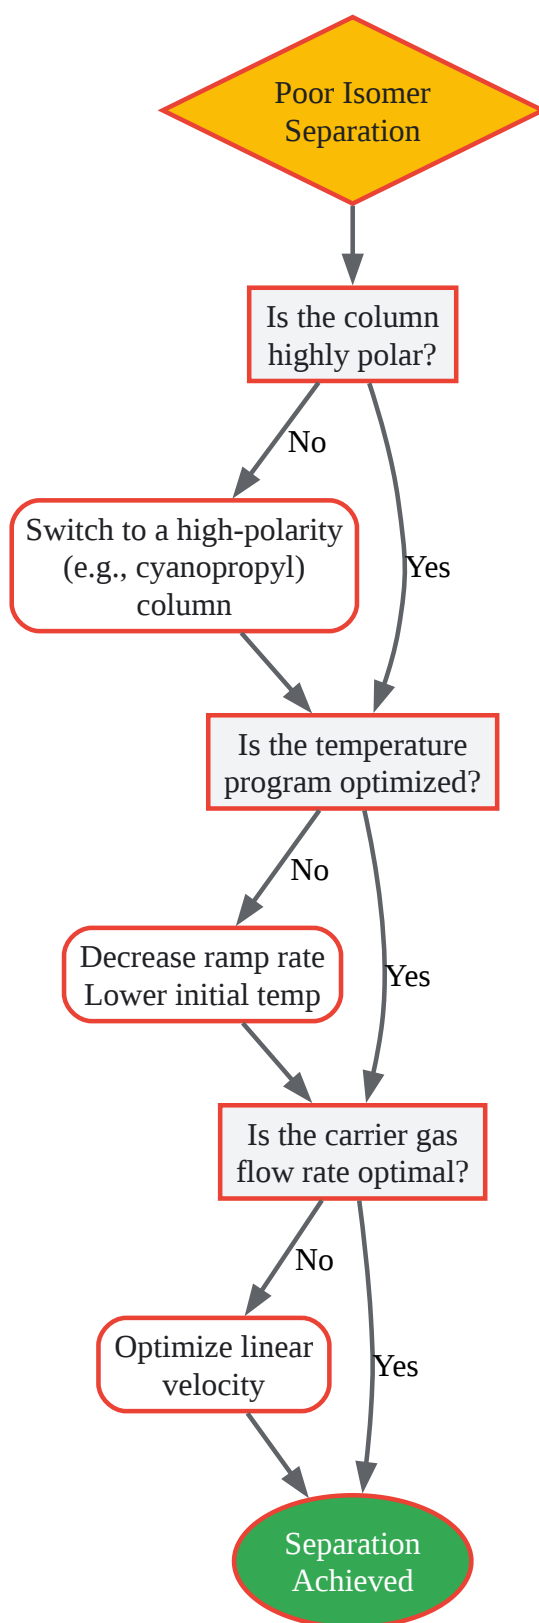 Poor Isomer
Separation
Is the column
highly polar?
No
Switch to a high-polarity
(e.g., cyanopropyl)
column
Yes
Is the temperature
program optimized?
No
Decrease ramp rate
Lower initial temp
Yes
Is the carrier gas
flow rate optimal?
No
Optimize linear
velocity
Yes
Separation
Achieved